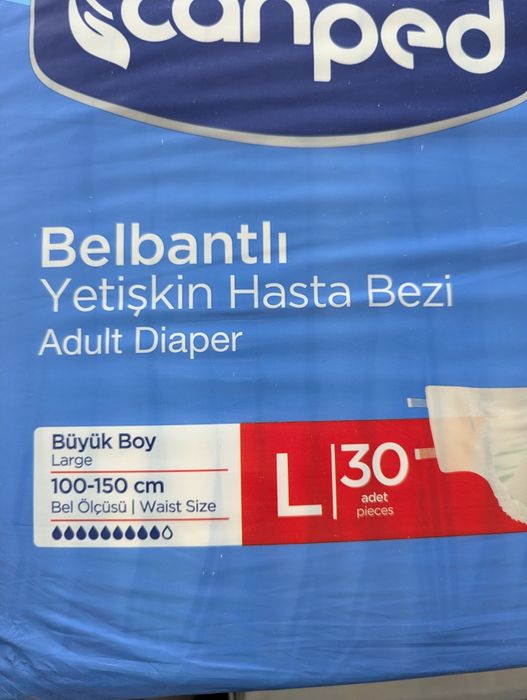 canped
Belbantlı
Yetişkin Hasta Bezi
Adult Diaper
Büyük Boy
Large
100-150 cm
Bel Ölçüsü | Waist Size
L
30
adet
pieces